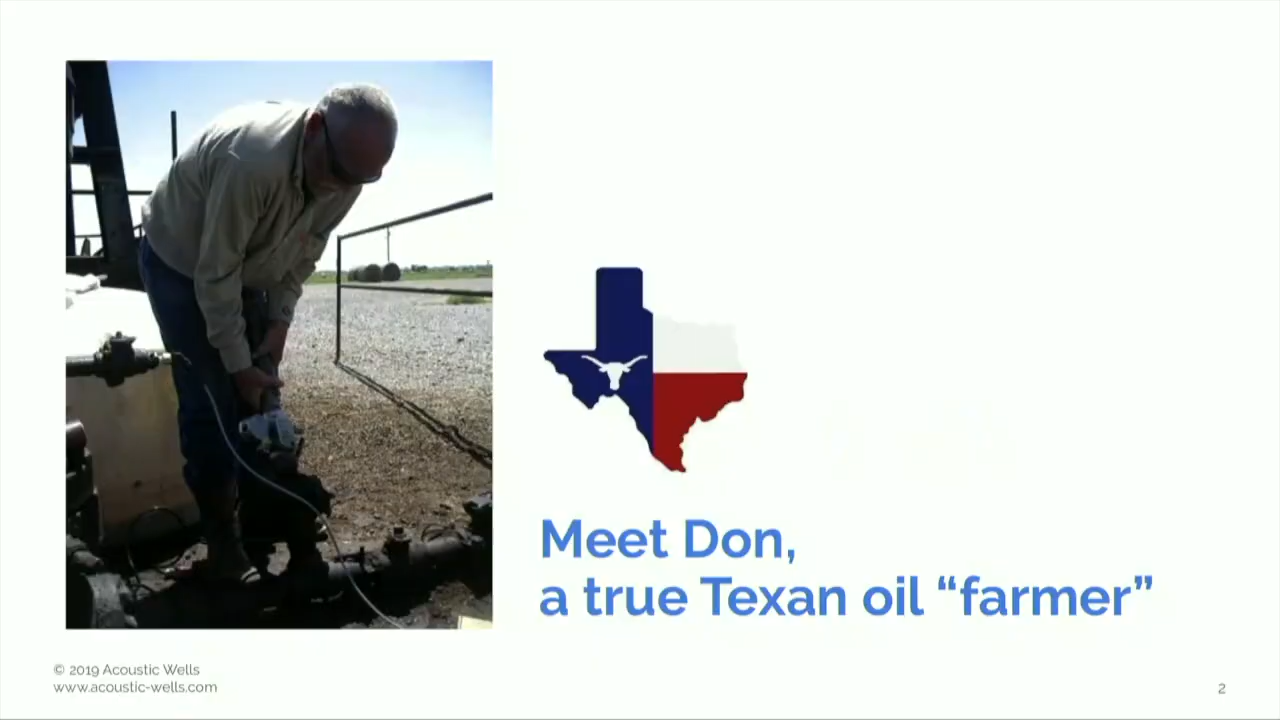 Meet Don,
a true Texan oil “farmer”
© 2019 Acoustic Wells
www.acoustic-wells.com
2